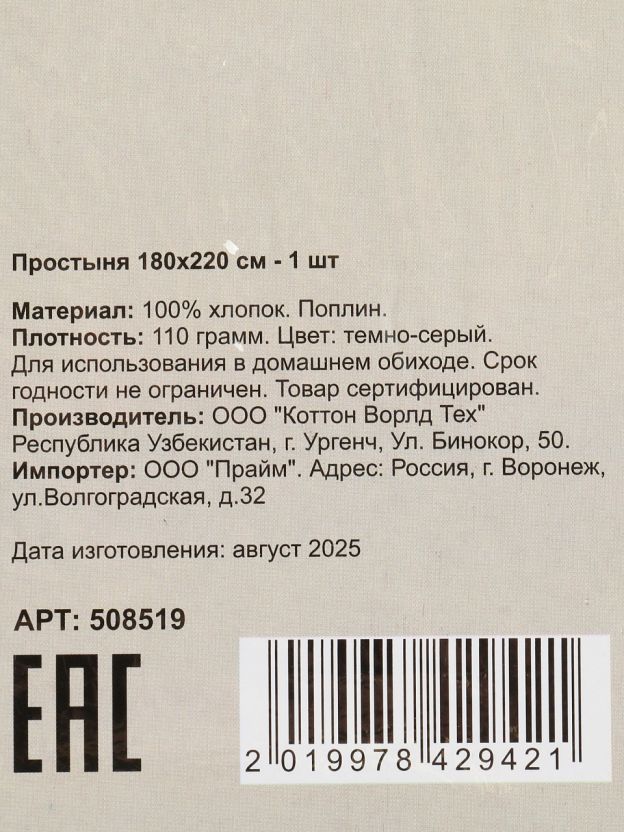 Простыня 180x220 см - 1 шт
Материал: 100% хлопок. Поплин.
Плотность: 110 грамм. Цвет: темно-серый.
Для использования в домашнем обиходе. Срок
годности не ограничен. Товар сертифицирован.
Производитель: ООО "Коттон Ворлд Тех"
Республика Узбекистан, г. Ургенч, Ул. Бинокор, 50.
Импортер: ООО "Прайм". Адрес: Россия, г. Воронеж,
ул.Волгоградская, д.32
Дата изготовления: август 2025
АРТ: 508519
EAC
2 019978 429421